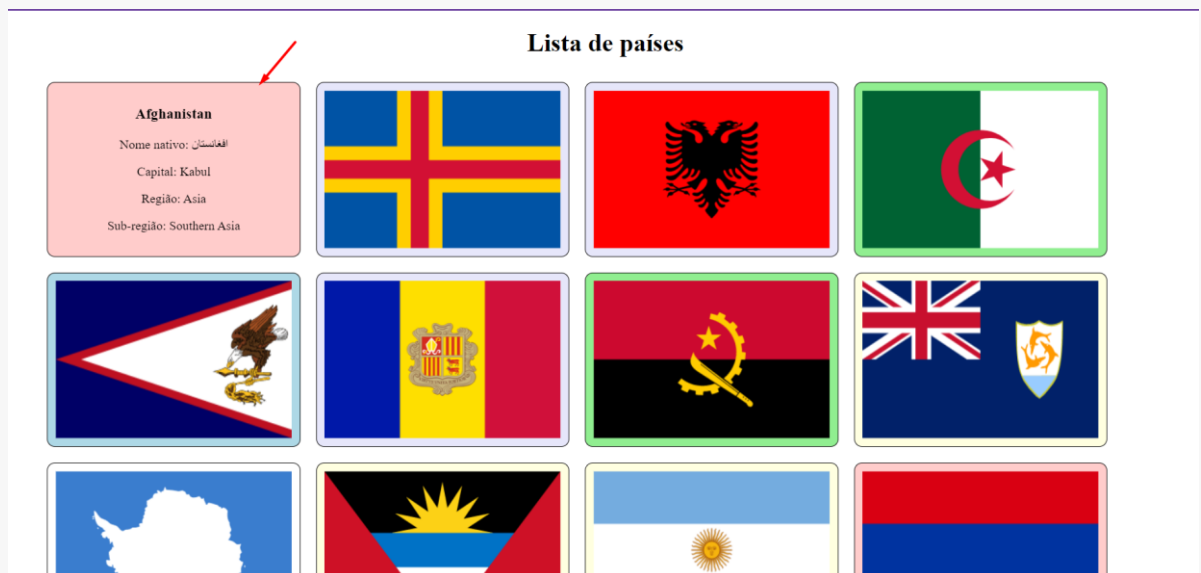 Lista de países
Afghanistan
Nome nativo: افغانستان
Capital: Kabul
Região: Asia
Sub-região: Southern Asia